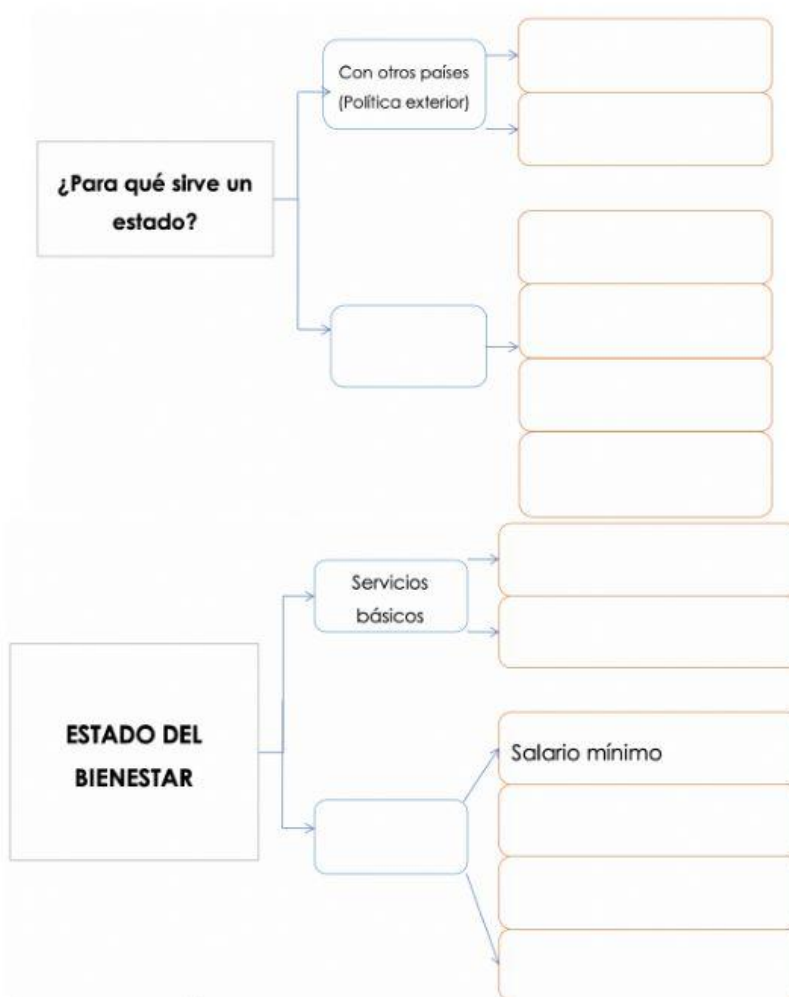 Con otros países
(Política exterior)
¿Para qué sirve un
estado?
Servicios
básicos
ESTADO DEL
BIENESTAR
Salario mínimo